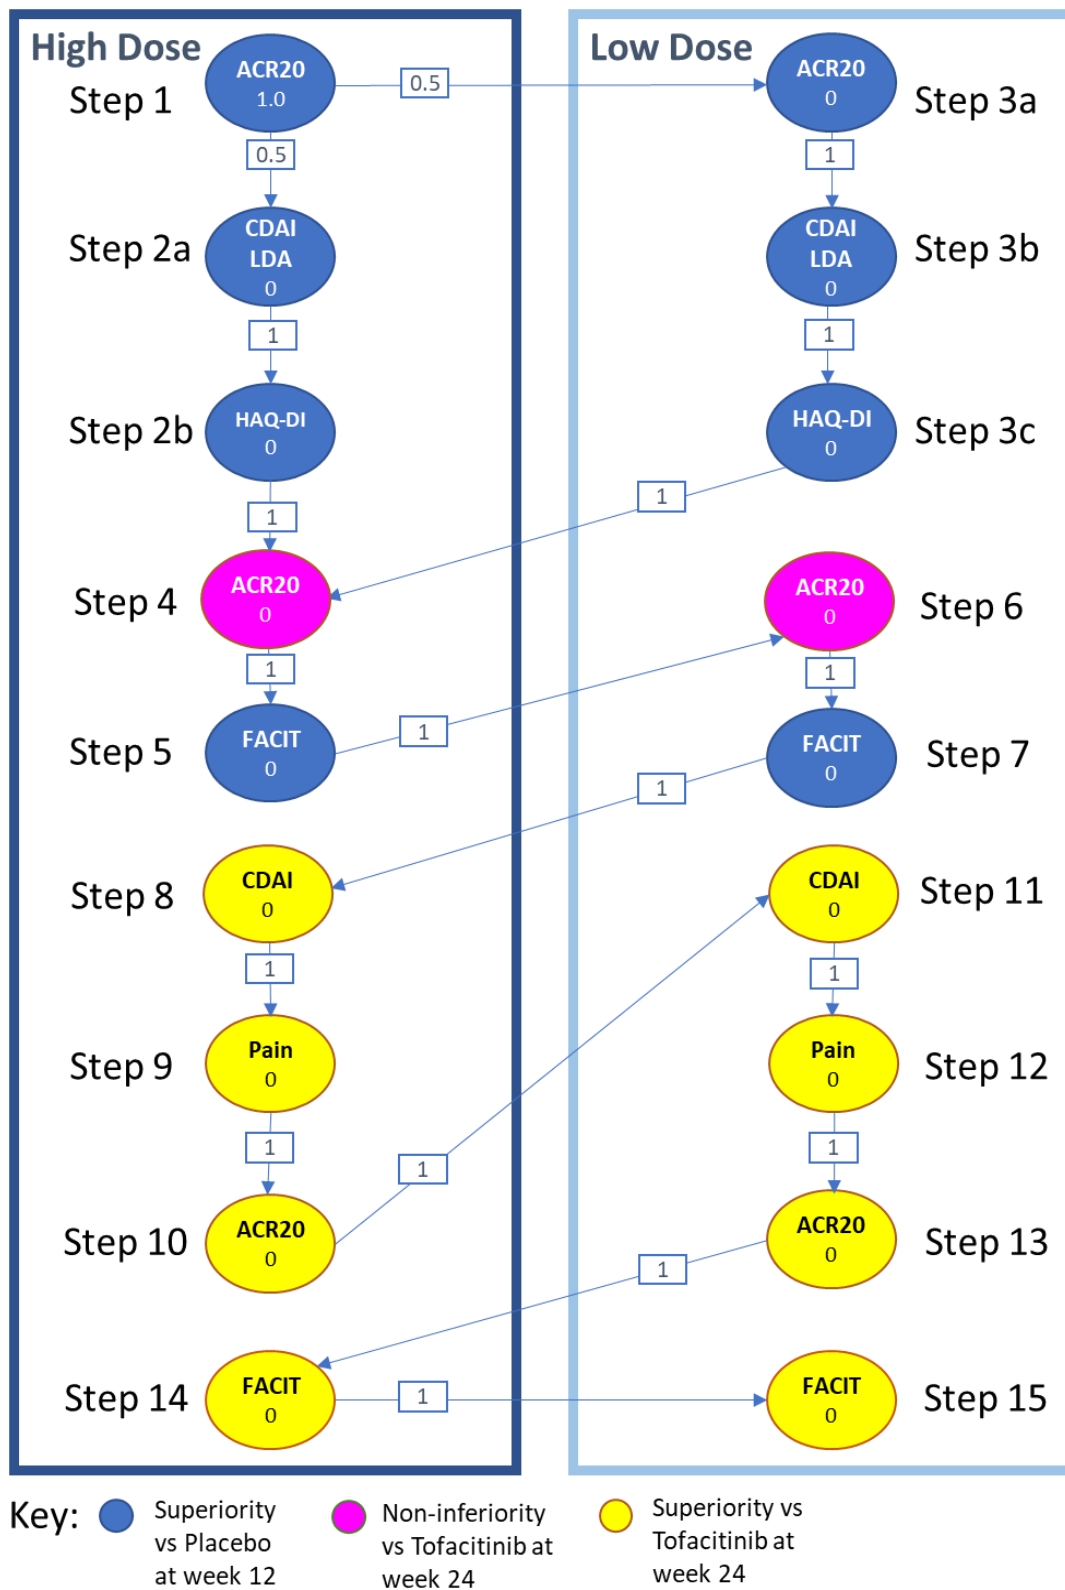 High Dose
Low Dose
Step 1
ACR20
1.0
0.5
ACR20
0
Step 3a
0.5
1
Step 2a
CDAI
LDA
0
CDAI
LDA
0
Step 3b
1
1
Step 2b
HAQ-DI
0
HAQ-DI
0
Step 3c
1
1
Step 4
ACR20
0
ACR20
0
Step 6
1
1
Step 5
FACIT
0
1
FACIT
0
Step 7
1
Step 8
CDAI
0
CDAI
0
Step 11
1
1
Step 9
Pain
0
Pain
0
Step 12
1
1
1
Step 10
ACR20
0
ACR20
0
Step 13
1
Step 14
FACIT
0
1
FACIT
0
Step 15
Key:
Superiority
vs Placebo
at week 12
Non-inferiority
vs Tofacitinib at
week 24
Superiority vs
Tofacitinib at
week 24